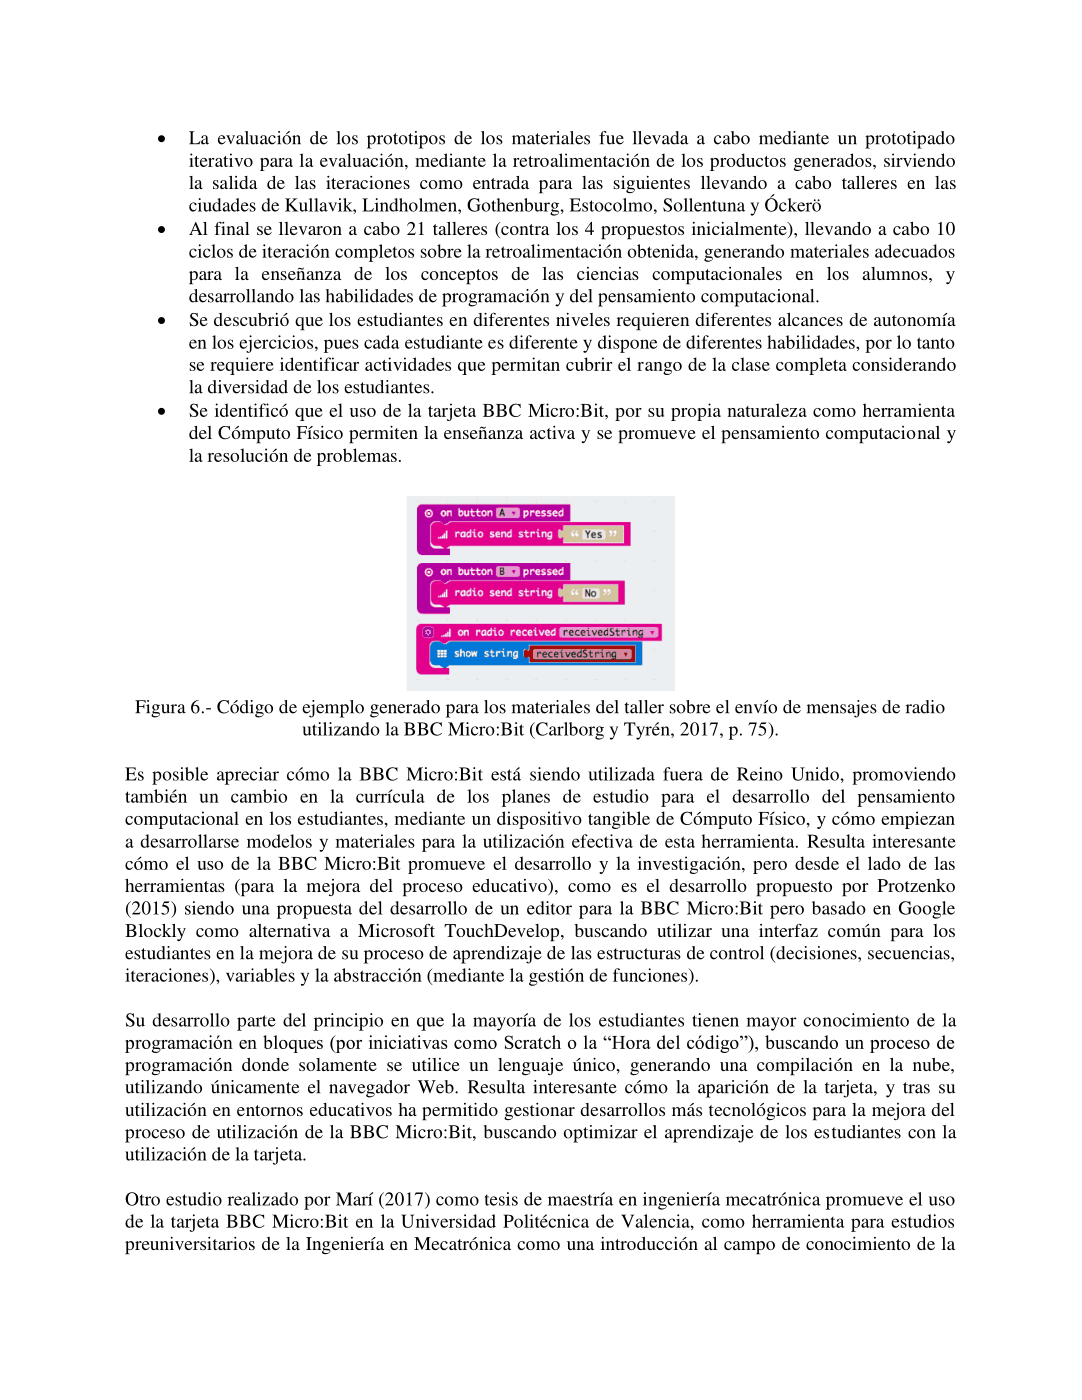 • La evaluación de los prototipos de los materiales fue llevada a cabo mediante un prototipado
iterativo para la evaluación, mediante la retroalimentación de los productos generados, sirviendo
la salida de las iteraciones como entrada para las siguientes llevando a cabo talleres en las
ciudades de Kullavik, Lindholmen, Gothenburg, Estocolmo, Sollentuna y Óckerö
• Al final se llevaron a cabo 21 talleres (contra los 4 propuestos inicialmente), llevando a cabo 10
ciclos de iteración completos sobre la retroalimentación obtenida, generando materiales adecuados
para la enseñanza de los conceptos de las ciencias computacionales en los alumnos, y
desarrollando las habilidades de programación y del pensamiento computacional.
• Se descubrió que los estudiantes en diferentes niveles requieren diferentes alcances de autonomía
en los ejercicios, pues cada estudiante es diferente y dispone de diferentes habilidades, por lo tanto
se requiere identificar actividades que permitan cubrir el rango de la clase completa considerando
la diversidad de los estudiantes.
• Se identificó que el uso de la tarjeta BBC Micro:Bit, por su propia naturaleza como herramienta
del Cómputo Físico permiten la enseñanza activa y se promueve el pensamiento computacional y
la resolución de problemas.
on button A pressed
radio send string “ Yes ”
on button B pressed
radio send string “ No ”
on radio received receivedString
show string receivedString
Figura 6.- Código de ejemplo generado para los materiales del taller sobre el envío de mensajes de radio
utilizando la BBC Micro:Bit (Carlborg y Tyrén, 2017, p. 75).
Es posible apreciar cómo la BBC Micro:Bit está siendo utilizada fuera de Reino Unido, promoviendo
también un cambio en la currícula de los planes de estudio para el desarrollo del pensamiento
computacional en los estudiantes, mediante un dispositivo tangible de Cómputo Físico, y cómo empiezan
a desarrollarse modelos y materiales para la utilización efectiva de esta herramienta. Resulta interesante
cómo el uso de la BBC Micro:Bit promueve el desarrollo y la investigación, pero desde el lado de las
herramientas (para la mejora del proceso educativo), como es el desarrollo propuesto por Protzenko
(2015) siendo una propuesta del desarrollo de un editor para la BBC Micro:Bit pero basado en Google
Blockly como alternativa a Microsoft TouchDevelop, buscando utilizar una interfaz común para los
estudiantes en la mejora de su proceso de aprendizaje de las estructuras de control (decisiones, secuencias,
iteraciones), variables y la abstracción (mediante la gestión de funciones).
Su desarrollo parte del principio en que la mayoría de los estudiantes tienen mayor conocimiento de la
programación en bloques (por iniciativas como Scratch o la “Hora del código”), buscando un proceso de
programación donde solamente se utilice un lenguaje único, generando una compilación en la nube,
utilizando únicamente el navegador Web. Resulta interesante cómo la aparición de la tarjeta, y tras su
utilización en entornos educativos ha permitido gestionar desarrollos más tecnológicos para la mejora del
proceso de utilización de la BBC Micro:Bit, buscando optimizar el aprendizaje de los estudiantes con la
utilización de la tarjeta.
Otro estudio realizado por Marí (2017) como tesis de maestría en ingeniería mecatrónica promueve el uso
de la tarjeta BBC Micro:Bit en la Universidad Politécnica de Valencia, como herramienta para estudios
preuniversitarios de la Ingeniería en Mecatrónica como una introducción al campo de conocimiento de la